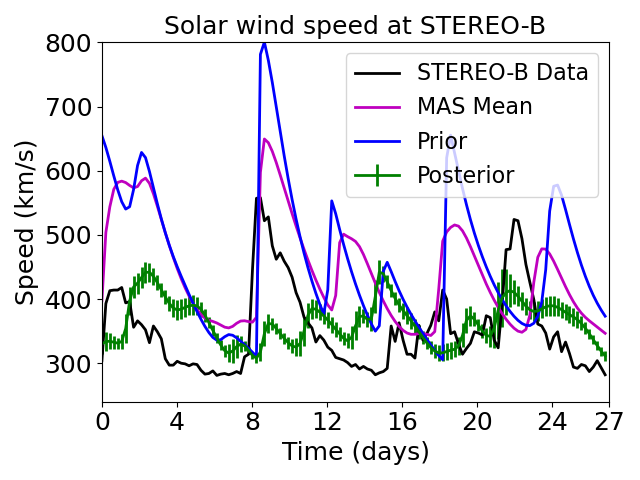 Solar wind speed at STEREO-B
800
700
600
500
400
300
Speed (km/s)
STEREO-B Data
MAS Mean
Prior
Posterior
0 4 8 12 16 20 24 27
Time (days)